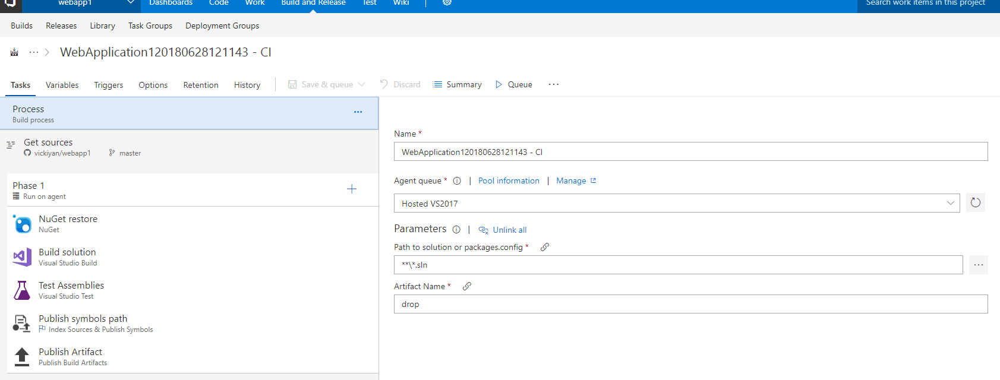 webapp1 Dashboards Code Work Build and Release Test Wiki | Search work items in this project
Builds Releases Library Task Groups Deployment Groups
··· > WebApplication120180628121143 - CI
Tasks Variables Triggers Options Retention History | Save & queue Discard Summary Queue ···
Process ···
Build process
Get sources
vickiyan/webapp1 master
Phase 1 +
Run on agent
NuGet restore
NuGet
Build solution
Visual Studio Build
Test Assemblies
Visual Studio Test
Publish symbols path
Index Sources & Publish Symbols
Publish Artifact
Publish Build Artifacts
Name *
WebApplication120180628121143 - CI
Agent queue * | Pool information | Manage
Hosted VS2017
Parameters | Unlink all
Path to solution or packages.config *
**\*.sln ···
Artifact Name *
drop